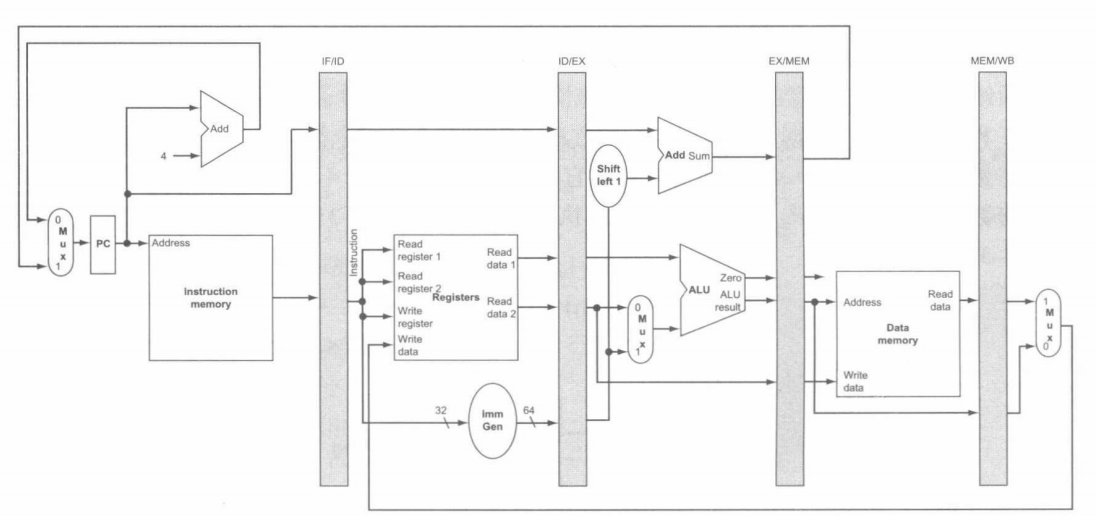 IF/ID
ID/EX
EX/MEM
MEM/WB
Add
4
Add Sum
Shift
left 1
0
M
u
x
1
PC
Address
Instruction
memory
Instruction
Read
register 1
Read
register 2
Registers
Write
register
Write
data
Read
data 1
Read
data 2
0
M
u
x
1
Zero
ALU
ALU
result
Address
Read
data
Data
memory
Write
data
1
M
u
x
0
32
Imm
Gen
64